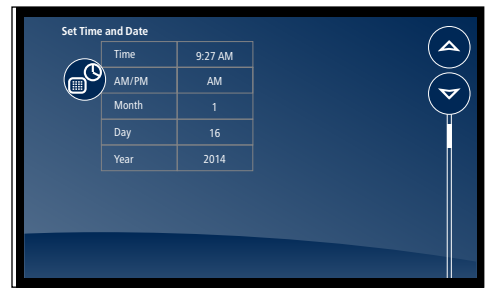 Set Time and Date
Time 9:27 AM
AM/PM AM
Month 1
Day 16
Year 2014